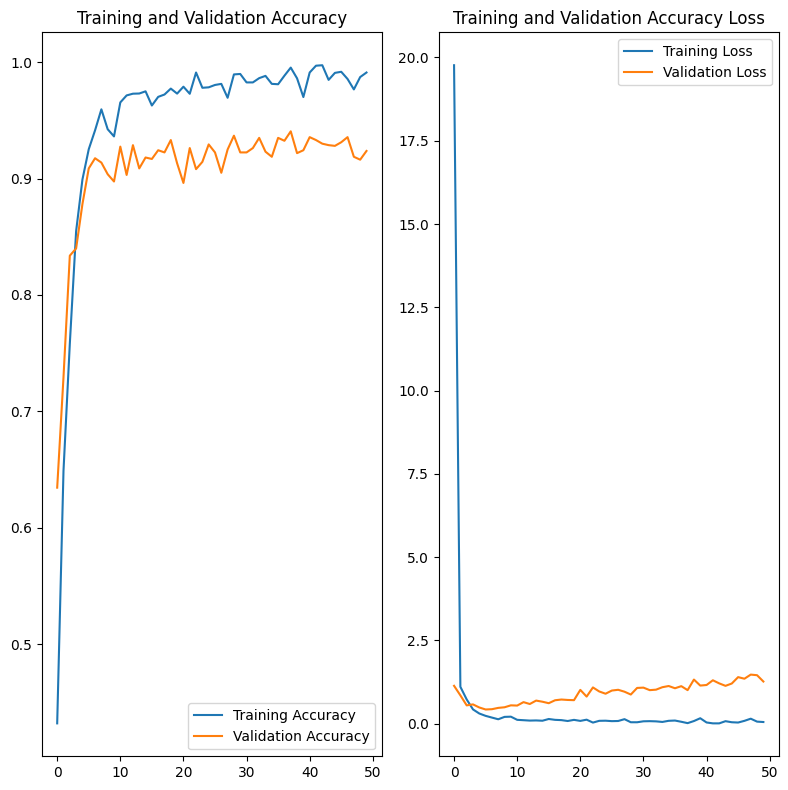 Training and Validation Accuracy
1.0
0.9
0.8
0.7
0.6
0.5
0 10 20 30 40 50
Training Accuracy
Validation Accuracy
Training and Validation Accuracy Loss
20.0
17.5
15.0
12.5
10.0
7.5
5.0
2.5
0.0
0 10 20 30 40 50
Training Loss
Validation Loss